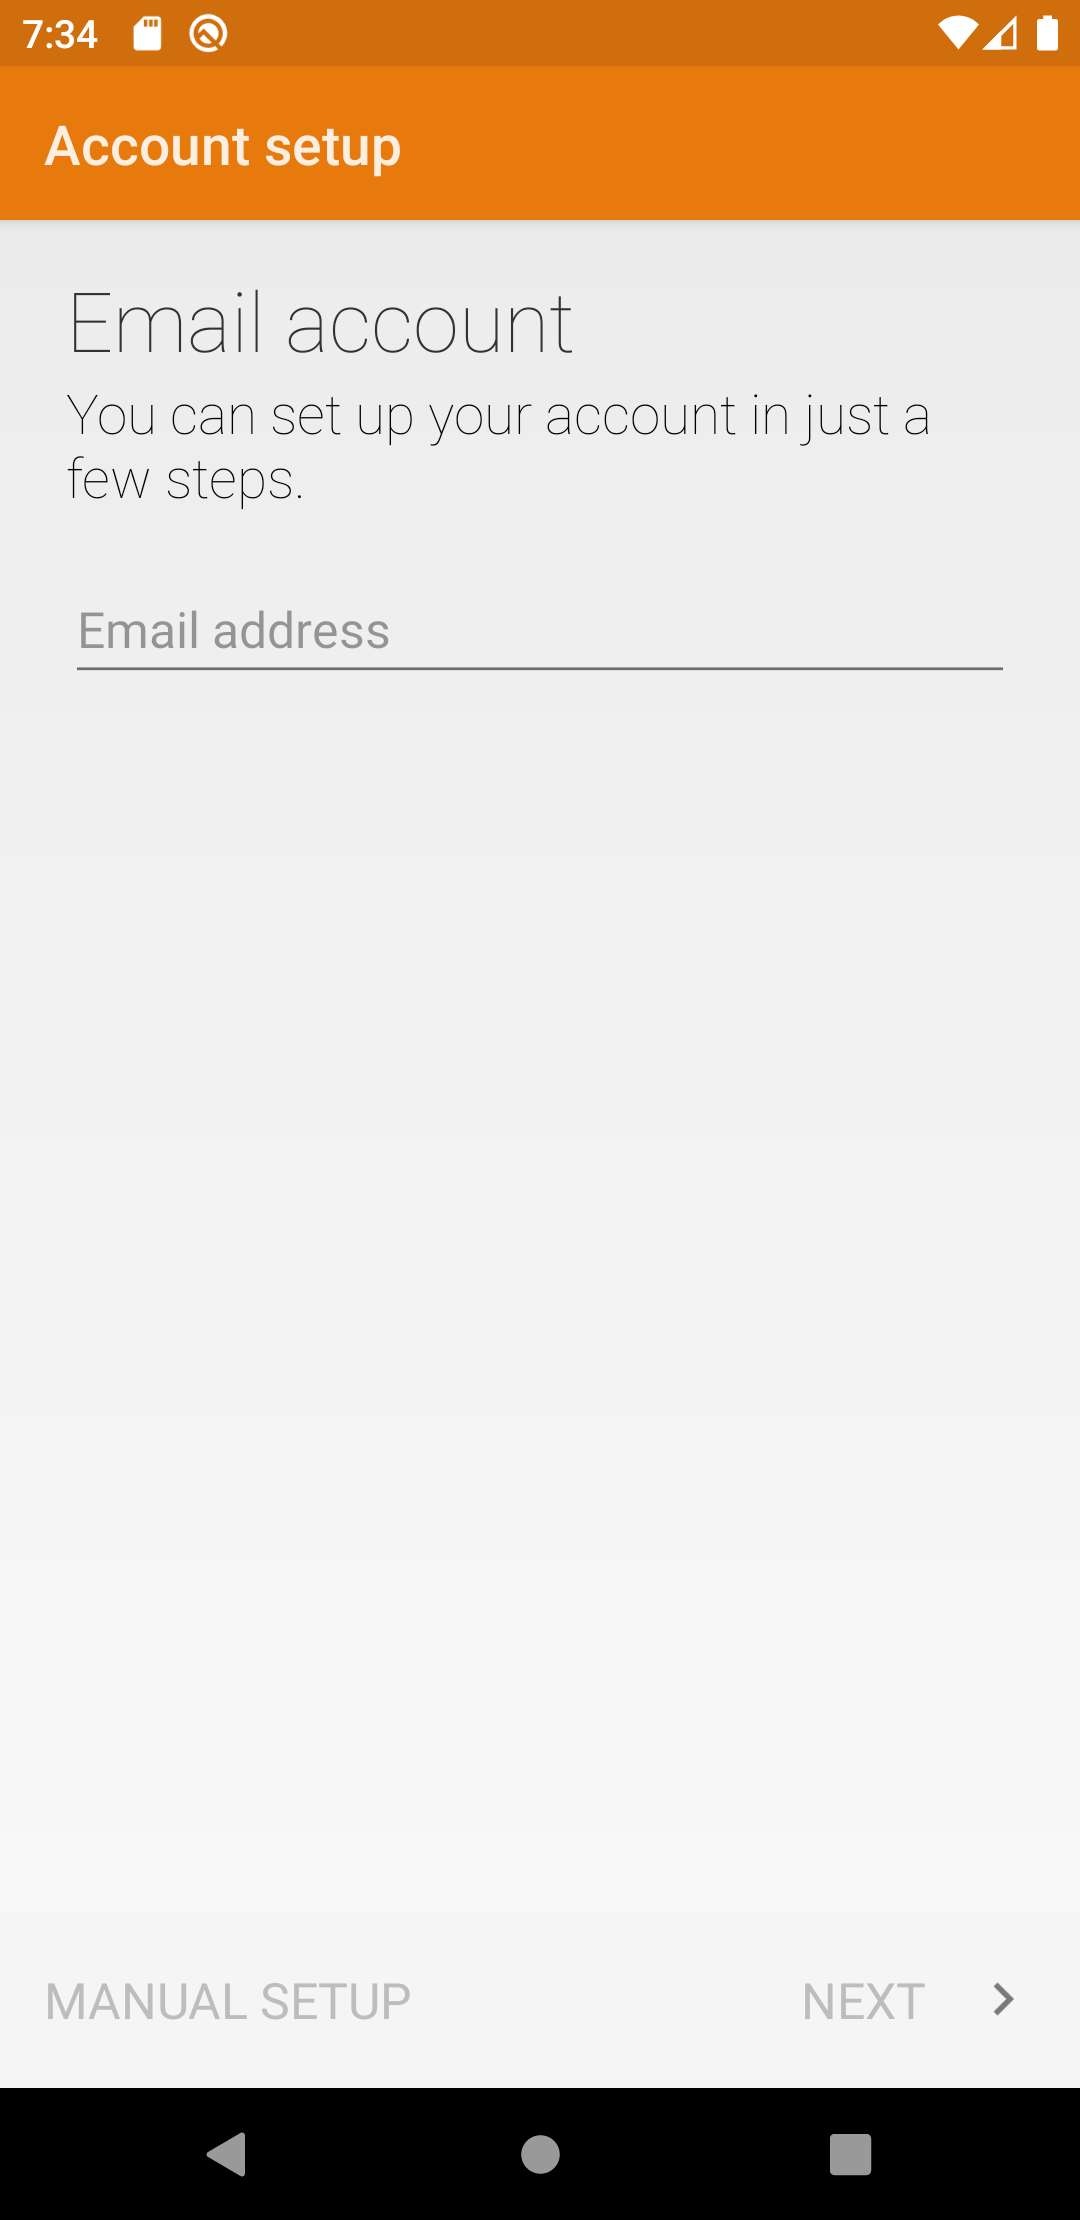 7:34
Account setup
Email account
You can set up your account in just a
few steps.
Email address
MANUAL SETUP
NEXT